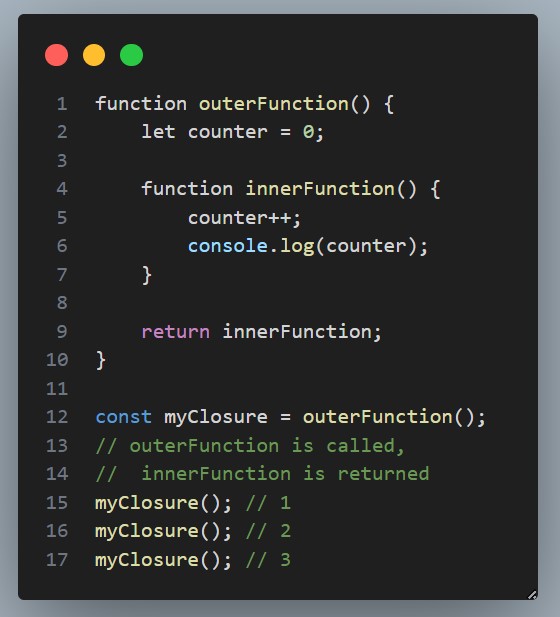 1 function outerFunction() {
2     let counter = 0;
3
4     function innerFunction() {
5         counter++;
6         console.log(counter);
7     }
8
9     return innerFunction;
10 }
11
12 const myClosure = outerFunction();
13 // outerFunction is called,
14 //  innerFunction is returned
15 myClosure(); // 1
16 myClosure(); // 2
17 myClosure(); // 3